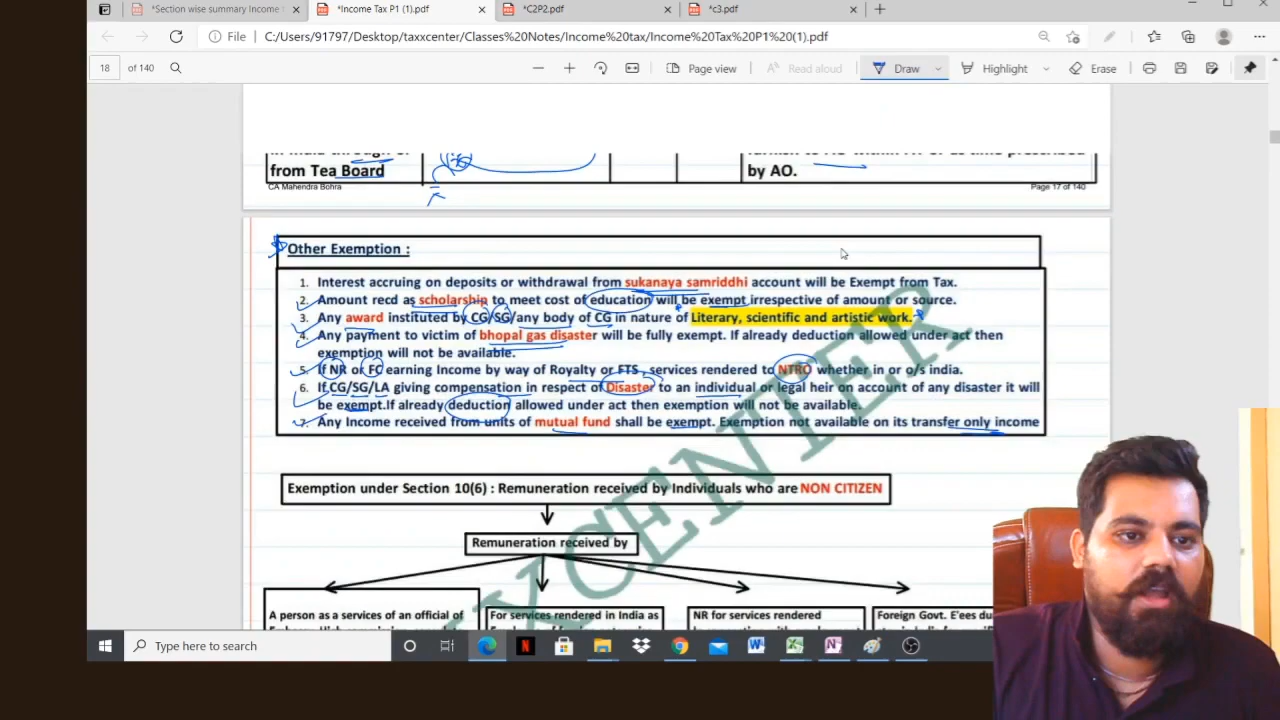 *Section wise summary Income
*Income Tax P1 (1).pdf
*C2P2.pdf
*c3.pdf
File
C:/Users/91797/Desktop/taxxcenter/Classes%20Notes/Income%20tax/Income%20Tax%20P1%20(1).pdf
18 of 140
Page view
Read aloud
Draw
Highlight
Erase
from Tea Board
by AO.
CA Mahendra Bohra
Page 17 of 140
Other Exemption :
1. Interest accruing on deposits or withdrawal from sukanaya samriddhi account will be Exempt from Tax.
2. Amount recd as scholarship to meet cost of education will be exempt irrespective of amount or source.
3. Any award instituted by CG/SG/any body of CG in nature of Literary, scientific and artistic work.
4. Any payment to victim of bhopal gas disaster will be fully exempt. If already deduction allowed under act then
exemption will not be available.
5. If NR or FC earning Income by way of Royalty or FTS, services rendered to NTRO whether in or o/s india.
6. If CG/SG/LA giving compensation in respect of Disaster to an individual or legal heir on account of any disaster it will
be exempt.If already deduction allowed under act then exemption will not be available.
7. Any Income received from units of mutual fund shall be exempt. Exemption not available on its transfer only income
Exemption under Section 10(6) : Remuneration received by Individuals who are NON CITIZEN
Remuneration received by
A person as a services of an official of
For services rendered in India as
NR for services rendered
Foreign Govt. E'ees du
XCENTER
Type here to search